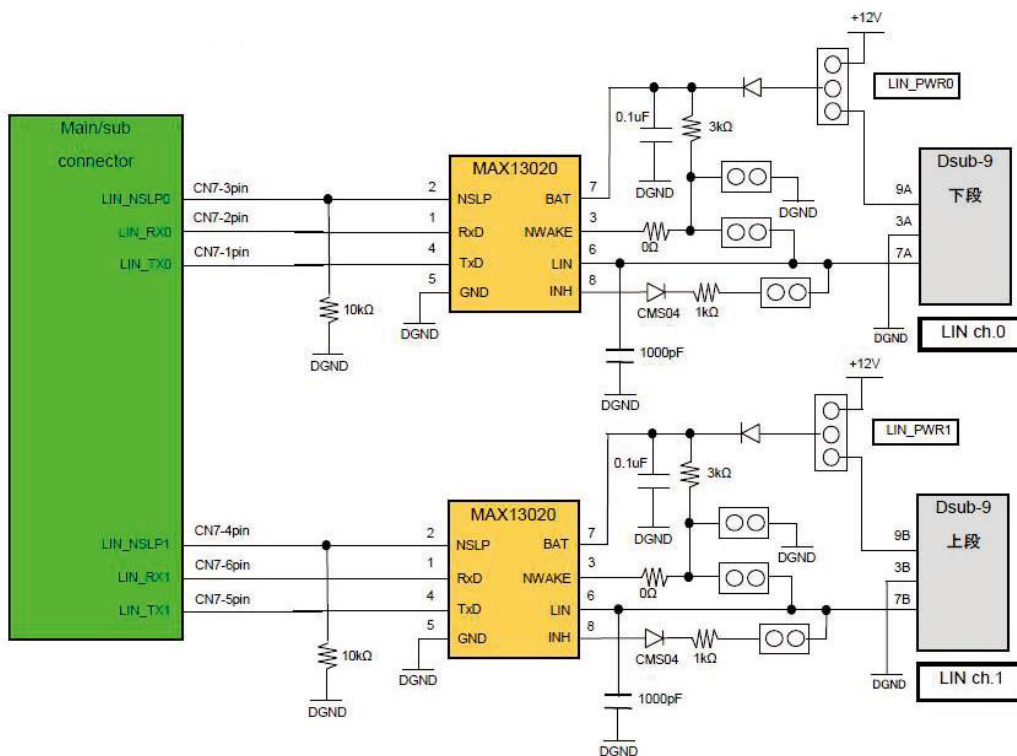 +12V
LIN_PWR0
0.1uF
3kΩ
Main/sub
connector
MAX13020
Dsub-9
下段
DGND
CN7-3pin
2
7
9A
LIN_NSLP0
NSLP
BAT
DGND
CN7-2pin
1
3
3A
LIN_RX0
RxD
NWAKE
0Ω
CN7-1pin
4
6
7A
LIN_TX0
TxD
LIN
5
8
GND
INH
10kΩ
DGND
CMS04
1kΩ
DGND
LIN ch.0
DGND
1000pF
DGND
+12V
LIN_PWR1
0.1uF
3kΩ
MAX13020
Dsub-9
上段
DGND
CN7-4pin
2
7
9B
LIN_NSLP1
NSLP
BAT
DGND
CN7-6pin
1
3
3B
LIN_RX1
RxD
NWAKE
0Ω
CN7-5pin
4
6
7B
LIN_TX1
TxD
LIN
5
8
GND
INH
10kΩ
DGND
CMS04
1kΩ
DGND
LIN ch.1
DGND
1000pF
DGND